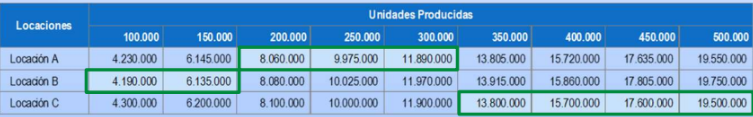 Locaciones Unidades Producidas
100.000 150.000 200.000 250.000 300.000 350.000 400.000 450.000 500.000
Locación A 4.230.000 6.145.000 8.060.000 9.975.000 11.890.000 13.805.000 15.720.000 17.635.000 19.550.000
Locación B 4.190.000 6.135.000 8.080.000 10.025.000 11.970.000 13.915.000 15.860.000 17.805.000 19.750.000
Locación C 4.300.000 6.200.000 8.100.000 10.000.000 11.900.000 13.800.000 15.700.000 17.600.000 19.500.000